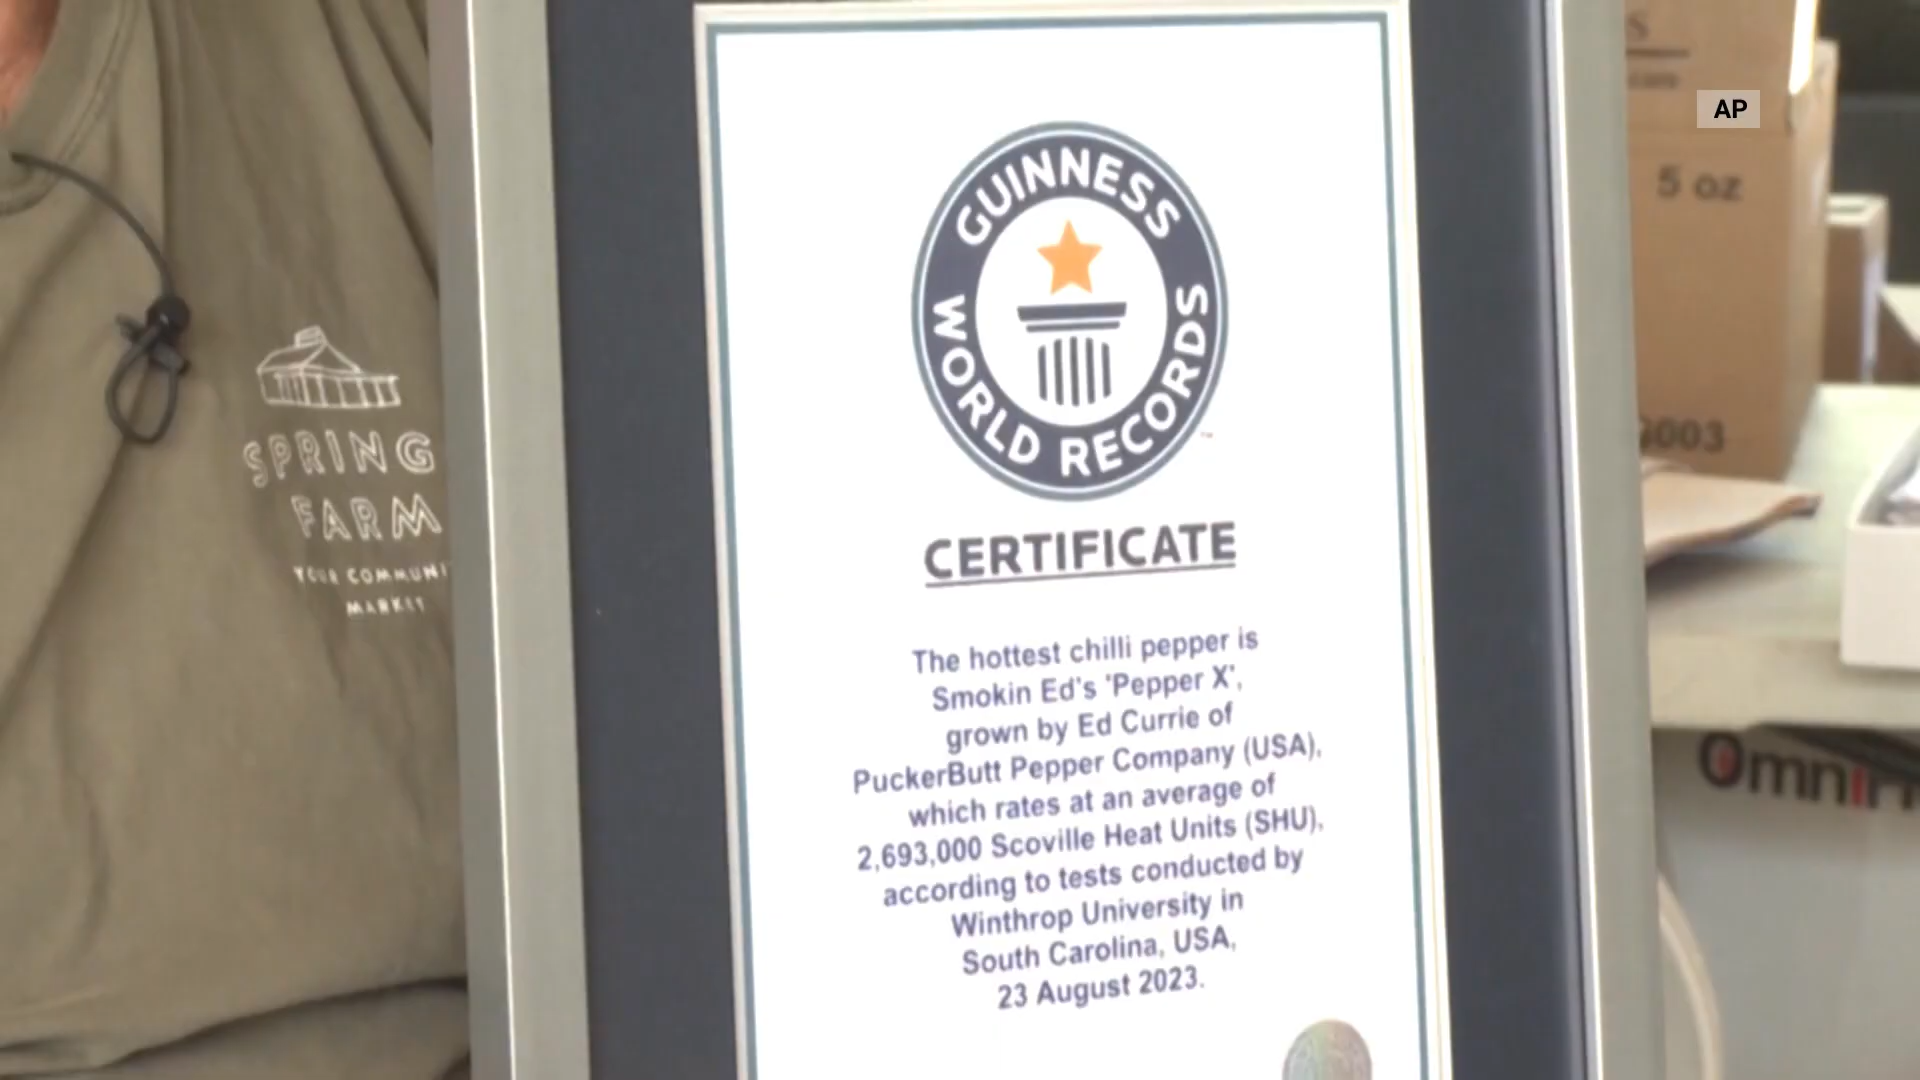 SPRING
FARM
YOUR COMMUNI
MARKET
GUINNESS
WORLD RECORDS
CERTIFICATE
The hottest chilli pepper is
Smokin Ed's 'Pepper X',
grown by Ed Currie of
PuckerButt Pepper Company (USA),
which rates at an average of
2,693,000 Scoville Heat Units (SHU),
according to tests conducted by
Winthrop University in
South Carolina, USA,
23 August 2023.
AP
5 oz